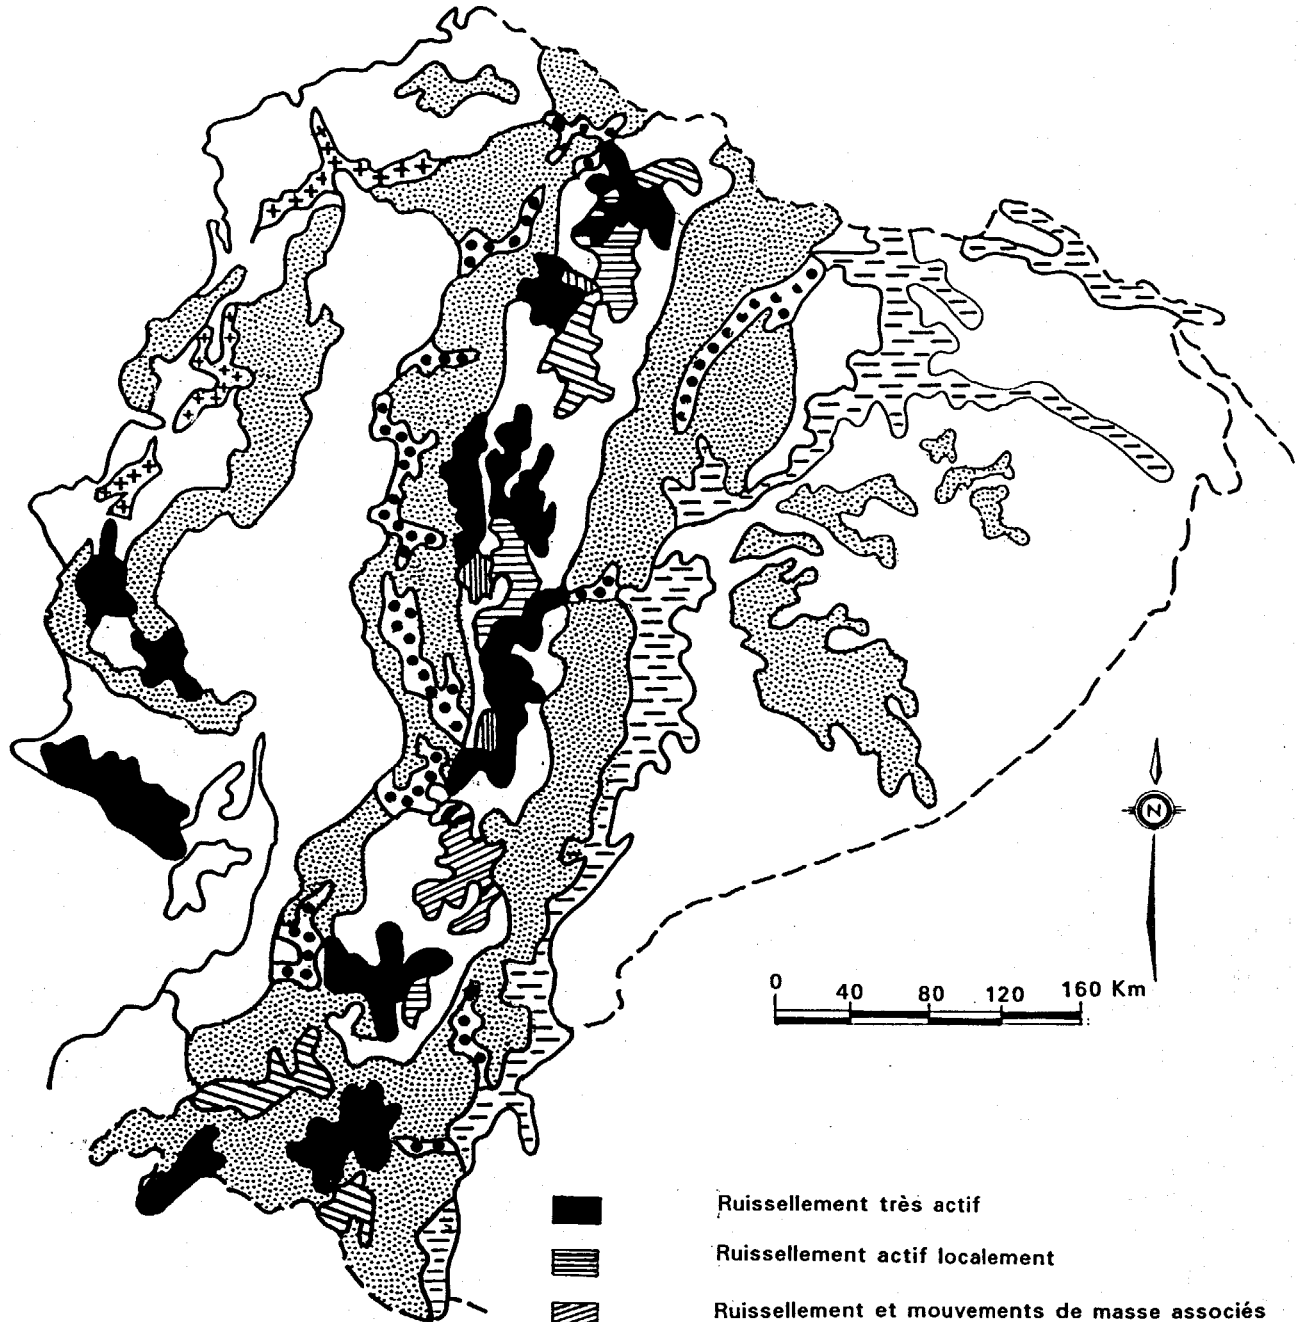 N
0 40 80 120 160 Km
Ruissellement très actif
Ruissellement actif localement
Ruissellement et mouvements de masse associés